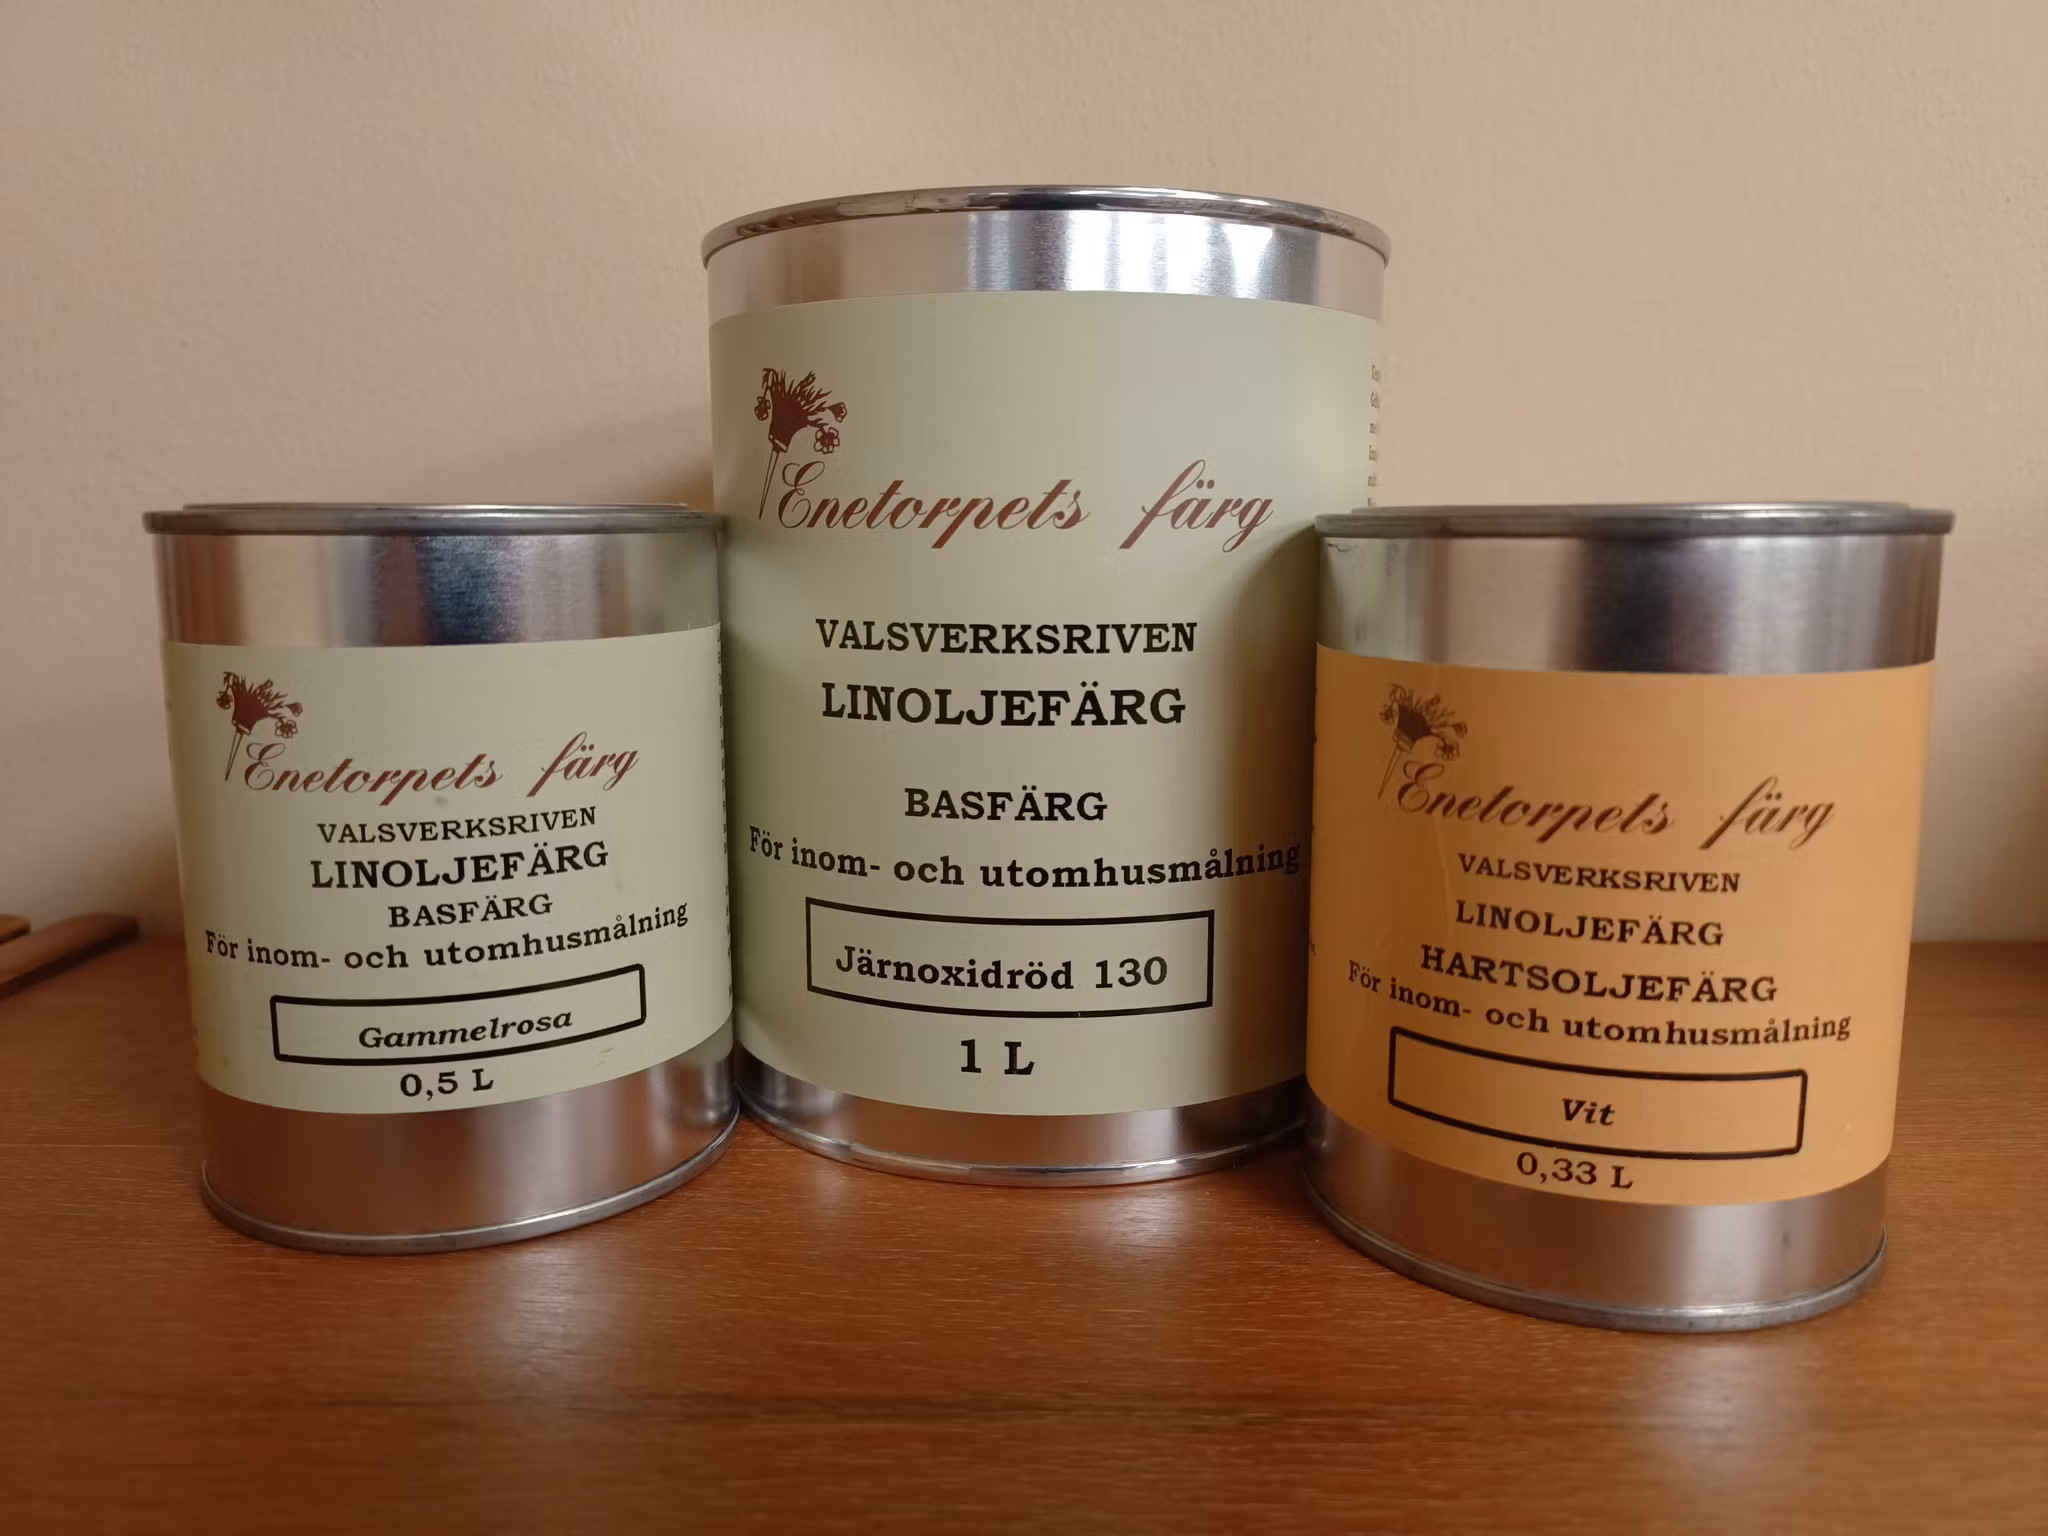 Enetorpets färg
VALSVERKSRIVEN
LINOLJEFÄRG
BASFÄRG
För inom- och utomhusmålning
Gammelrosa
0,5 L
Enetorpets färg
VALSVERKSRIVEN
LINOLJEFÄRG
BASFÄRG
För inom- och utomhusmålning
Järnoxidröd 130
1 L
Enetorpets färg
VALSVERKSRIVEN
LINOLJEFÄRG
HARTSOLJEFÄRG
För inom- och utomhusmålning
Vit
0,33 L